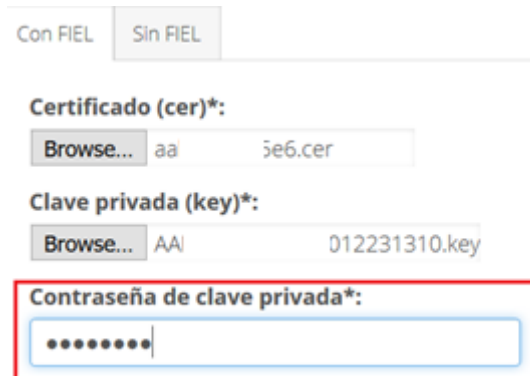 Con FIEL Sin FIEL
Certificado (cer)*:
Browse... aa 5e6.cer
Clave privada (key)*:
Browse... AA 012231310.key
Contraseña de clave privada*:
••••••••